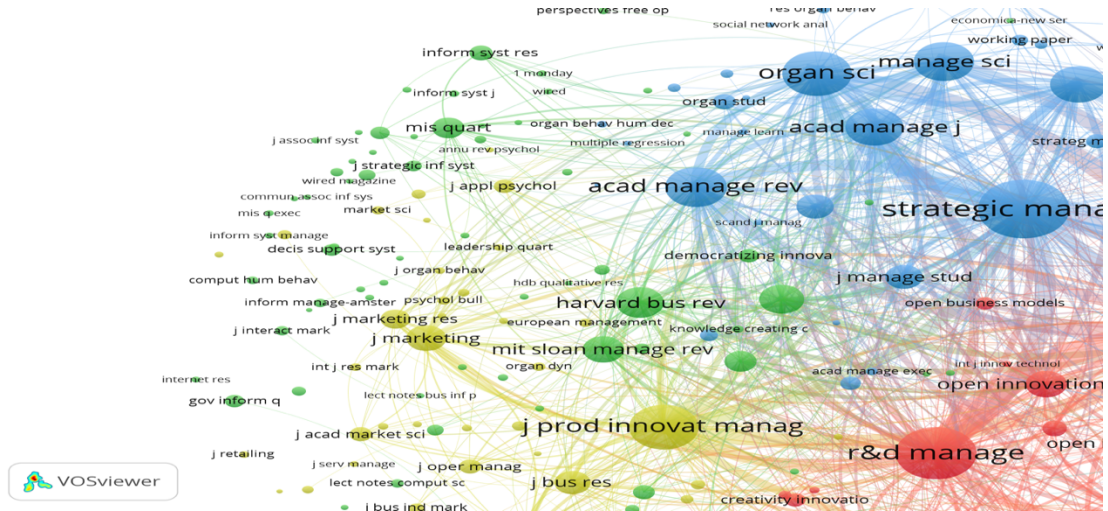 perspectives free op
res organ behav
social network anal
economica-new ser
working paper
inform syst res
manage sci
organ sci
1 monday
inform syst j
wired
organ stud
mis quart
organ behav hum dec
acad manage j
manage learn
j assoc inf syst
multiple regression
strateg m
annu rev psychol
j strategic inf syst
wired magazine
j appl psychol
acad manage rev
commun assoc inf sys
market sci
mis q exec
strategic mana
scand j manag
inform syst manage
decis support syst
leadership quart
democratizing innova
j organ behav
j manage stud
comput hum behav
hdb qualitative res
inform manage-amster
psychol bull
harvard bus rev
open business models
j marketing res
european management
j interact mark
knowledge creating c
j marketing
mit sloan manage rev
int j res mark
organ dyn
int j innov technol
acad manage exec
internet res
open innovation
lect notes bus inf p
gov inform q
j prod innovat manag
j acad market sci
open
j retailing
r&d manage
j serv manage
j oper manag
lect notes comput sc
j bus res
VOSviewer
creativity innovatio
j bus ind mark